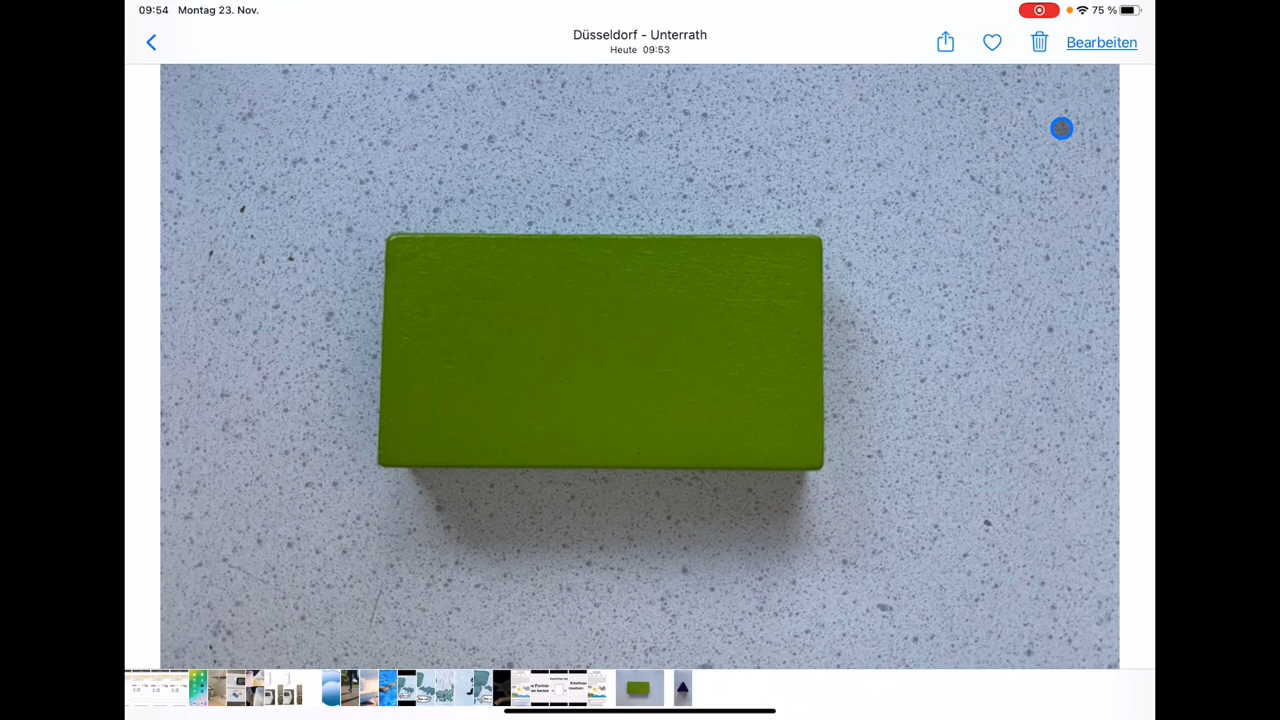 09:54 Montag 23. Nov.
75 %
Düsseldorf - Unterrath
Heute 09:53
Bearbeiten